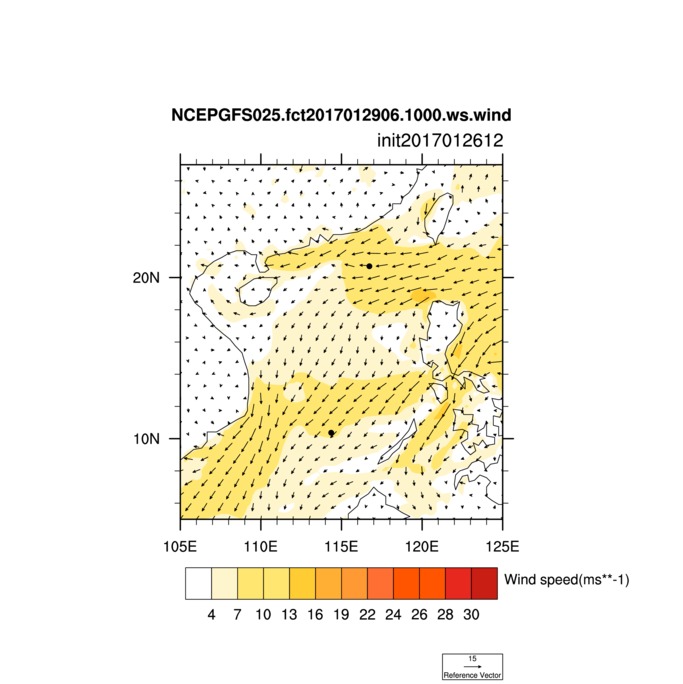 NCEPGFS025.fct2017012906.1000.ws.wind
init2017012612
20N
10N
105E 110E 115E 120E 125E
Wind speed(ms**-1)
4 7 10 13 16 19 22 24 26 28 30
15
Reference Vector